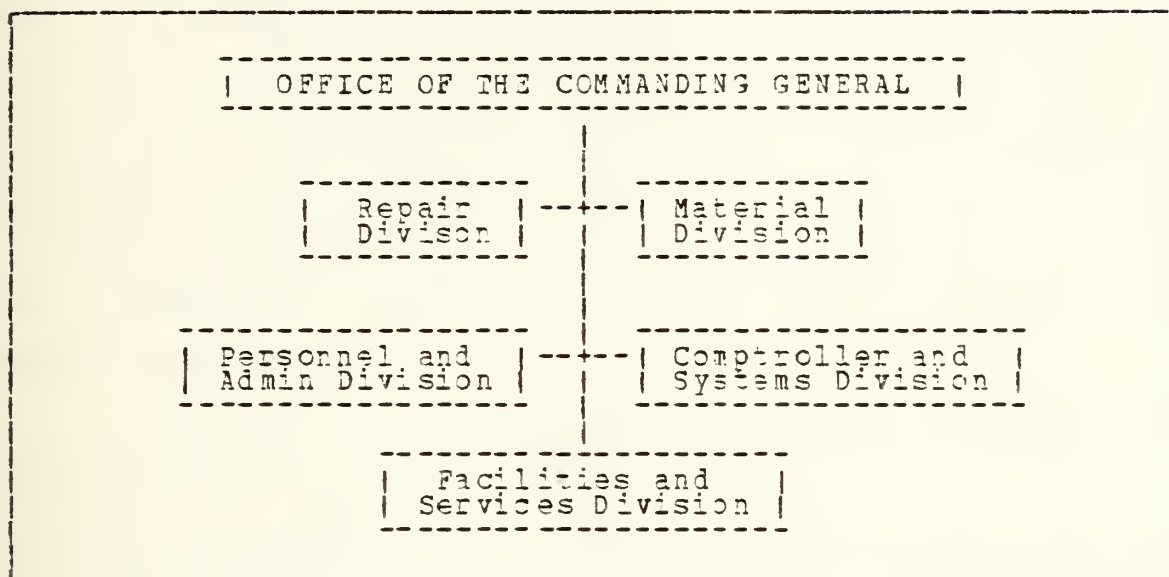 OFFICE OF THE COMMANDING GENERAL
Repair
Divison
Material
Division
Personnel and
Admin Division
Comptroller and
Systems Division
Facilities and
Services Division